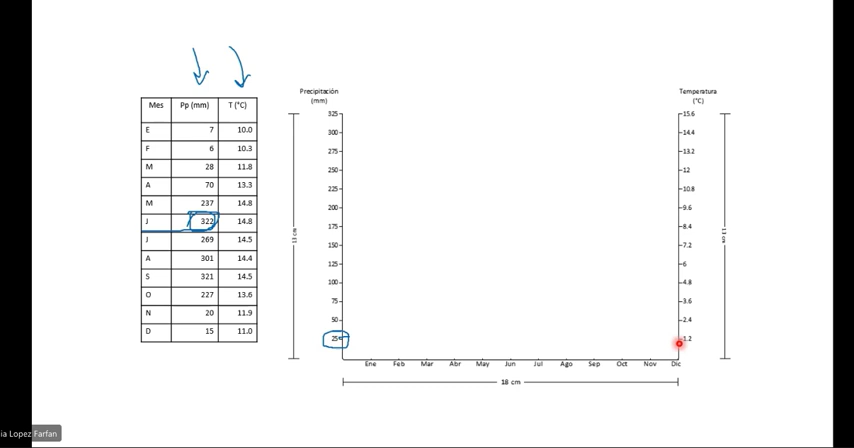 Mes Pp (mm) T (°C)
E 7 10.0
F 6 10.3
M 28 11.8
A 70 13.3
M 237 14.8
J 322 14.8
J 269 14.5
A 301 14.4
S 321 14.5
O 227 13.6
N 20 11.9
D 15 11.0
Precipitación
(mm)
325
300
275
250
225
200
175
150
125
100
75
50
25
13 cm
Temperatura
(°C)
15.6
14.4
13.2
12
10.8
9.6
8.4
7.2
6
4.8
3.6
2.4
1.2
13 cm
Ene Feb Mar Abr May Jun Jul Ago Sep Oct Nov Dic
18 cm
ia Lopez Farfan